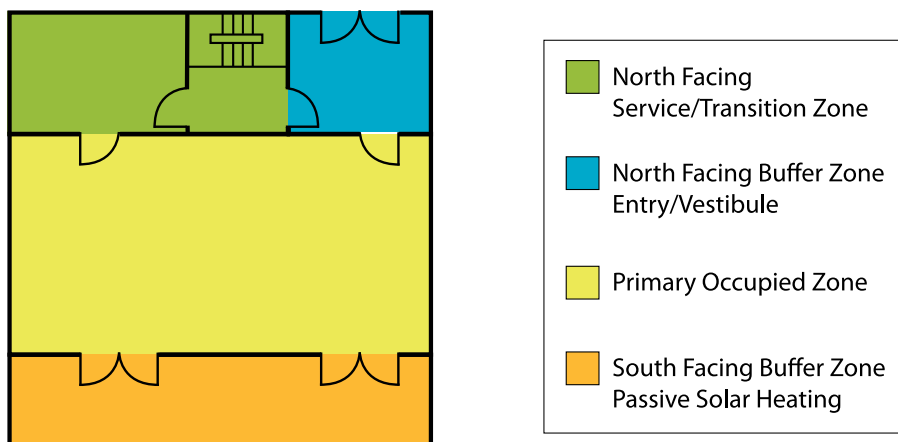 North Facing
Service/Transition Zone
North Facing Buffer Zone
Entry/Vestibule
Primary Occupied Zone
South Facing Buffer Zone
Passive Solar Heating